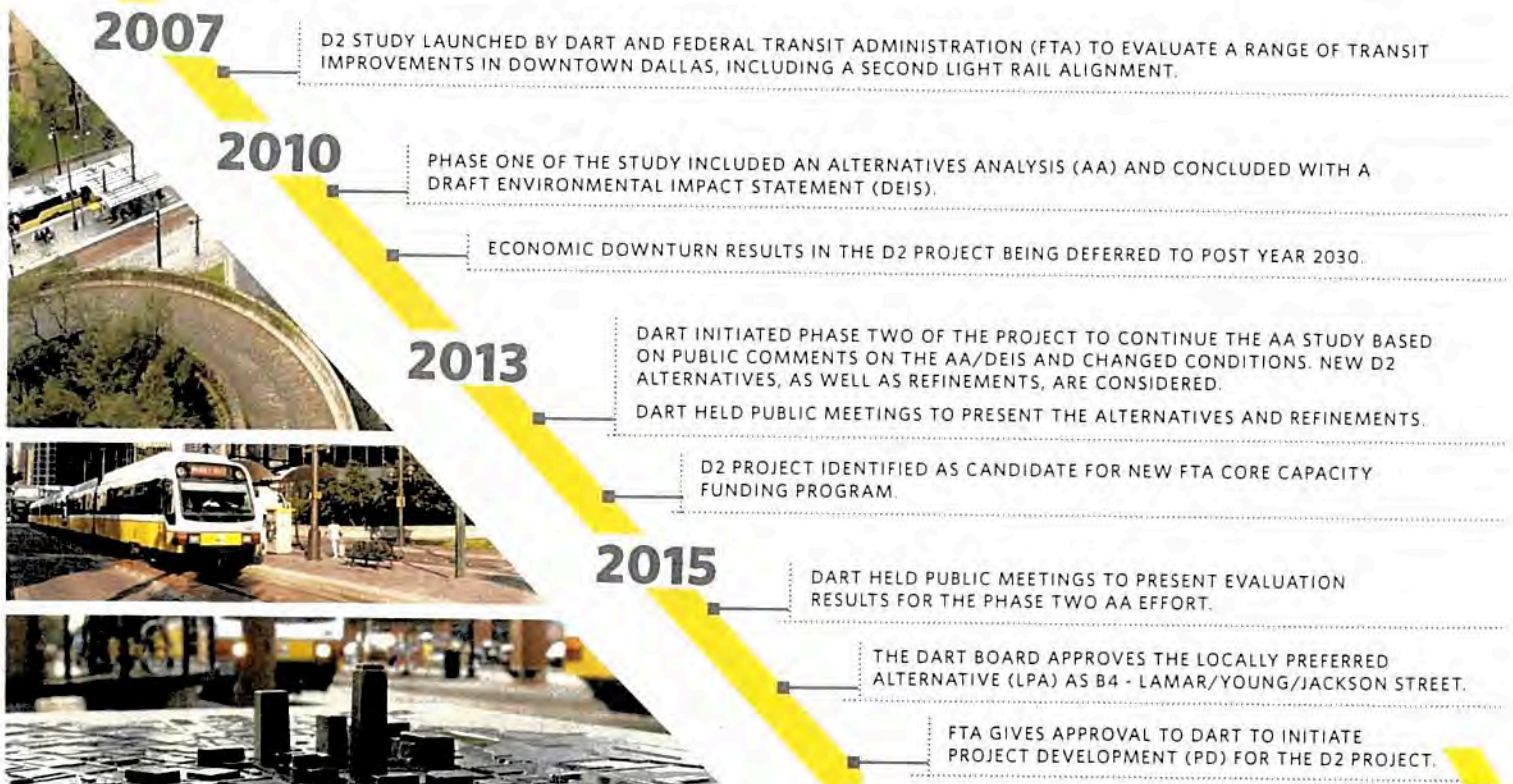 2007
D2 STUDY LAUNCHED BY DART AND FEDERAL TRANSIT ADMINISTRATION (FTA) TO EVALUATE A RANGE OF TRANSIT
IMPROVEMENTS IN DOWNTOWN DALLAS, INCLUDING A SECOND LIGHT RAIL ALIGNMENT.
2010
PHASE ONE OF THE STUDY INCLUDED AN ALTERNATIVES ANALYSIS (AA) AND CONCLUDED WITH A
DRAFT ENVIRONMENTAL IMPACT STATEMENT (DEIS).
ECONOMIC DOWNTURN RESULTS IN THE D2 PROJECT BEING DEFERRED TO POST YEAR 2030.
2013
DART INITIATED PHASE TWO OF THE PROJECT TO CONTINUE THE AA STUDY BASED
ON PUBLIC COMMENTS ON THE AA/DEIS AND CHANGED CONDITIONS. NEW D2
ALTERNATIVES, AS WELL AS REFINEMENTS, ARE CONSIDERED.
DART HELD PUBLIC MEETINGS TO PRESENT THE ALTERNATIVES AND REFINEMENTS.
D2 PROJECT IDENTIFIED AS CANDIDATE FOR NEW FTA CORE CAPACITY
FUNDING PROGRAM.
2015
DART HELD PUBLIC MEETINGS TO PRESENT EVALUATION
RESULTS FOR THE PHASE TWO AA EFFORT.
THE DART BOARD APPROVES THE LOCALLY PREFERRED
ALTERNATIVE (LPA) AS B4 - LAMAR/YOUNG/JACKSON STREET.
FTA GIVES APPROVAL TO DART TO INITIATE
PROJECT DEVELOPMENT (PD) FOR THE D2 PROJECT.